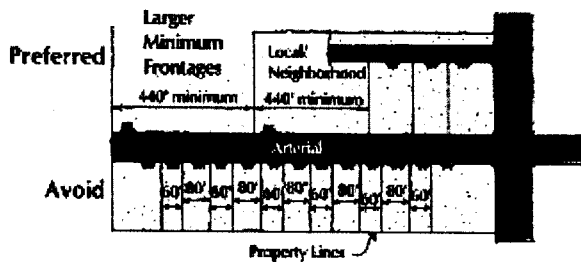 Preferred
Larger
Minimum
Frontages
Local/
Neighborhood
440' minimum
440' minimum
Arterial
Avoid
60' 80' 60' 80' 60' 80" 60' 80' 60' 80' 60'
Property Lines